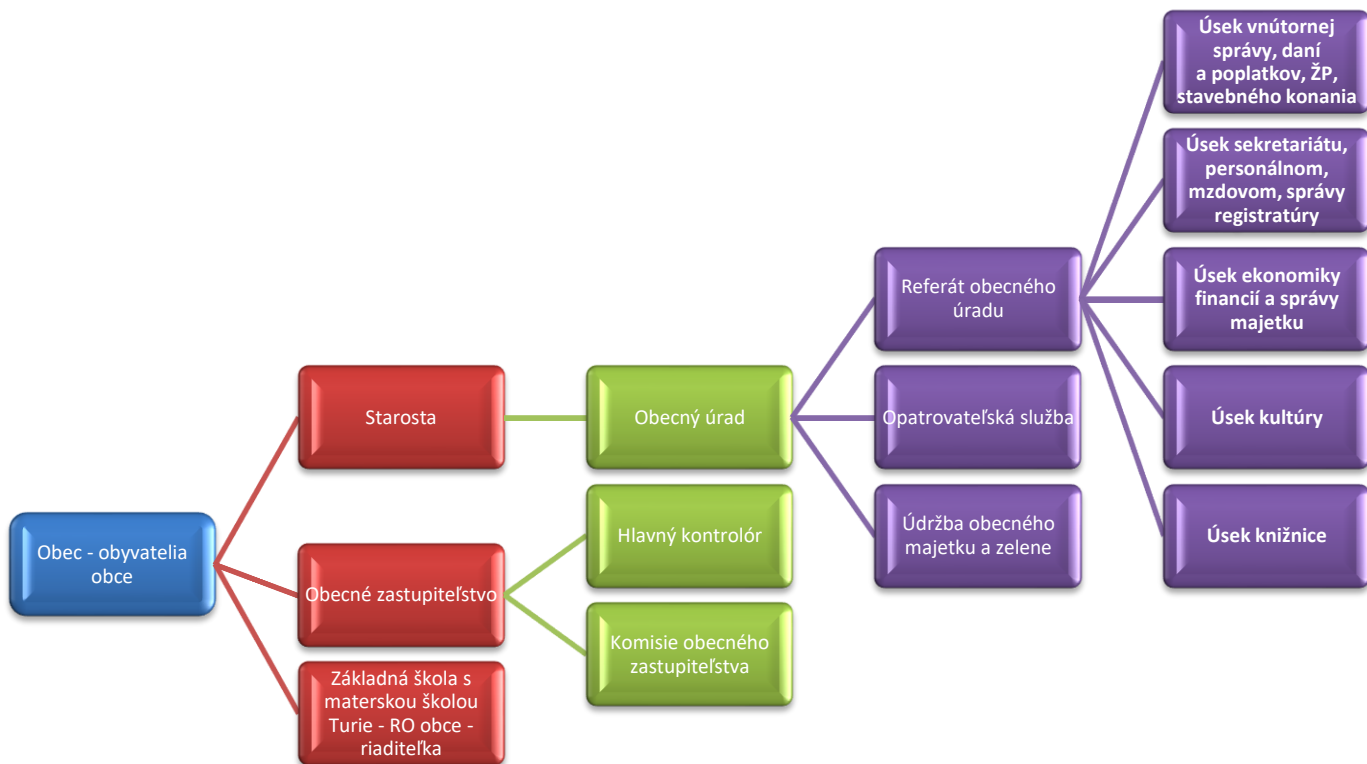 Obec - obyvatelia
obce
Starosta
Obecné zastupiteľstvo
Základná škola s
materskou školou
Turie - RO obce -
riaditeľka
Obecný úrad
Hlavný kontrolór
Komisie obecného
zastupiteľstva
Referát obecného
úradu
Opatrovateľská služba
Údržba obecného
majetku a zelene
Úsek vnútornej
správy, daní
a poplatkov, ŽP,
stavebného konania
Úsek sekretariátu,
personálnom,
mzdovom, správy
registratúry
Úsek ekonomiky
financií a správy
majetku
Úsek kultúry
Úsek knižnice